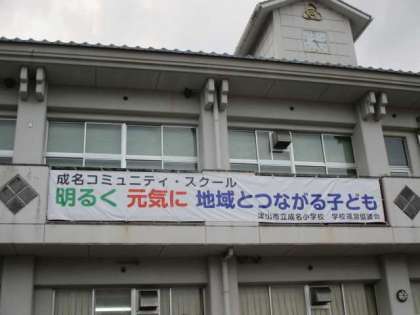 成名コミュニティ・スクール
明るく 元気に 地域とつながる子ども
津山市立成名小学校 学校運営協議会